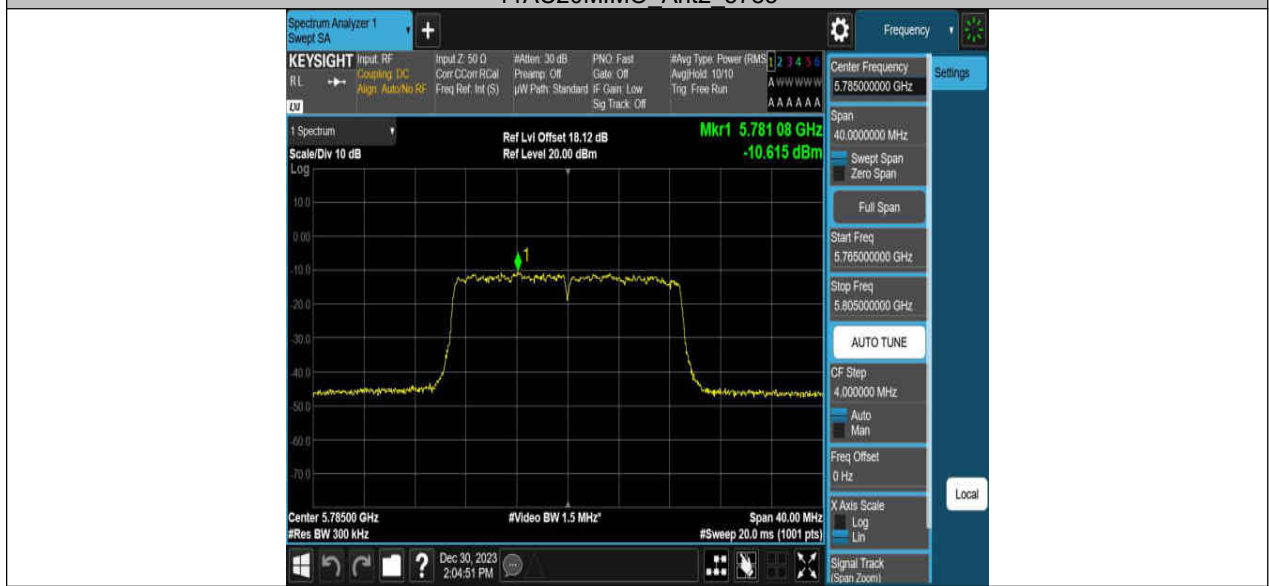 11AC20MIMO_Ant2_5785
Spectrum Analyzer 1
Swept SA
+
Frequency
KEYSIGHT
RL
LXI
Input: RF
Coupling: DC
Align: Auto/No RF
Input Z: 50 Ω
Corr CCorr RCal
Freq Ref: Int (S)
#Atten: 30 dB
Preamp: Off
µW Path: Standard
PNO: Fast
Gate: Off
IF Gain: Low
Sig Track: Off
#Avg Type: Power (RMS
Avg|Hold: 10/10
Trig: Free Run
1 2 3 4 5 6
A W W W W W
A A A A A A
Center Frequency
5.785000000 GHz
Settings
1 Spectrum
Scale/Div 10 dB
Log
Ref Lvl Offset 18.12 dB
Ref Level 20.00 dBm
Mkr1 5.781 08 GHz
-10.615 dBm
10.0
0.00
-10.0
-20.0
-30.0
-40.0
-50.0
-60.0
-70.0
1
Span
40.0000000 MHz
Swept Span
Zero Span
Full Span
Start Freq
5.765000000 GHz
Stop Freq
5.805000000 GHz
AUTO TUNE
CF Step
4.000000 MHz
Auto
Man
Freq Offset
0 Hz
X Axis Scale
Log
Lin
Local
Signal Track
(Span Zoom)
Center 5.78500 GHz
#Res BW 300 kHz
#Video BW 1.5 MHz*
Span 40.00 MHz
#Sweep 20.0 ms (1001 pts)
?
Dec 30, 2023
2:04:51 PM